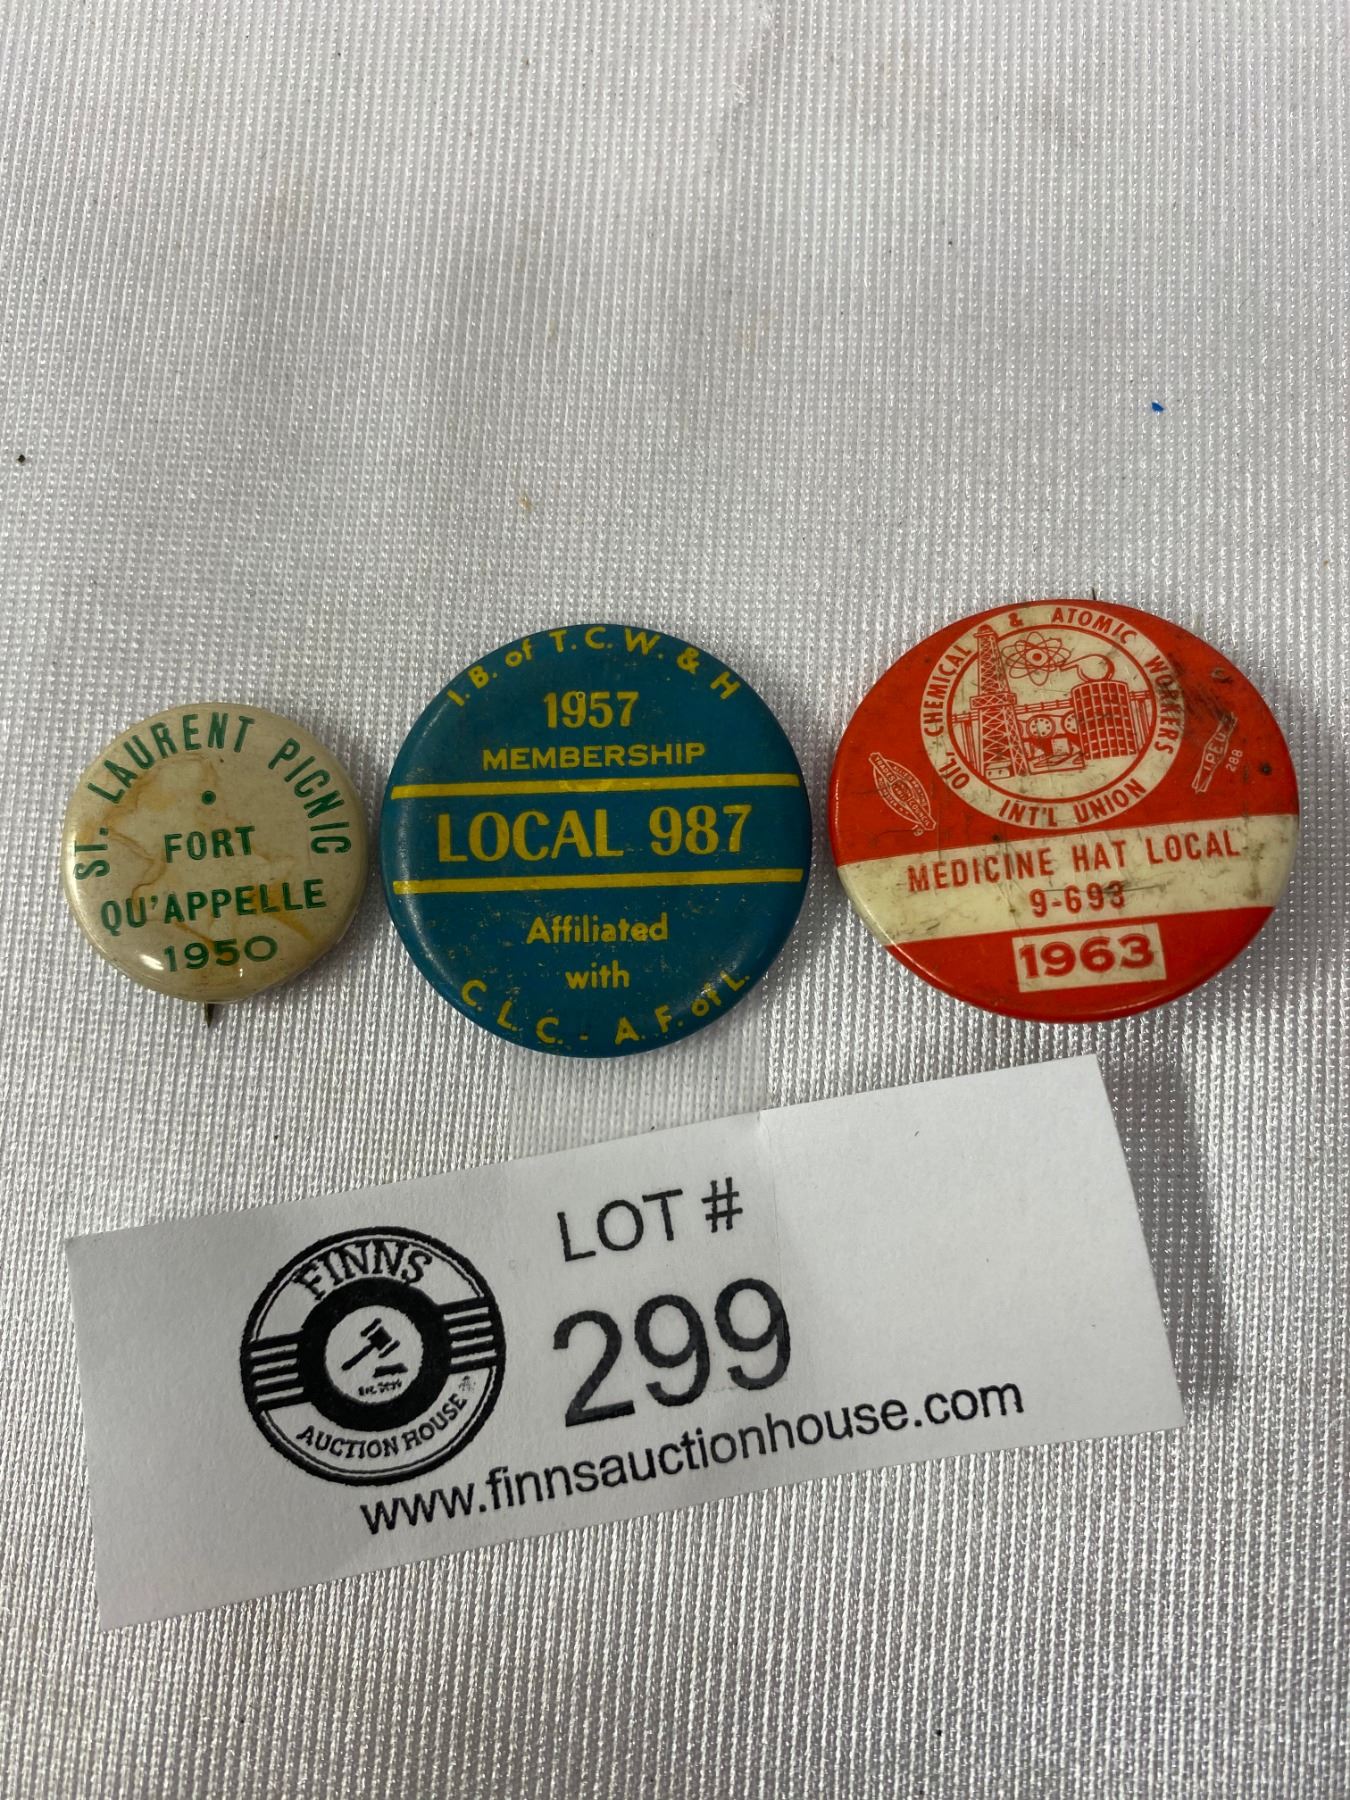 ST. LAURENT PICNIC
FORT
QU'APPELLE
1950
I.B. of T.C.W. & H
1957
MEMBERSHIP
LOCAL 987
Affiliated
with
C.L.C. - A.F. of L.
OIL, CHEMICAL & ATOMIC WORKERS
INT'L UNION
I.P.E.U.
288
MEDICINE HAT LOCAL
9-693
1963
LOT #
299
FINNS
AUCTION HOUSE
www.finnsauctionhouse.com